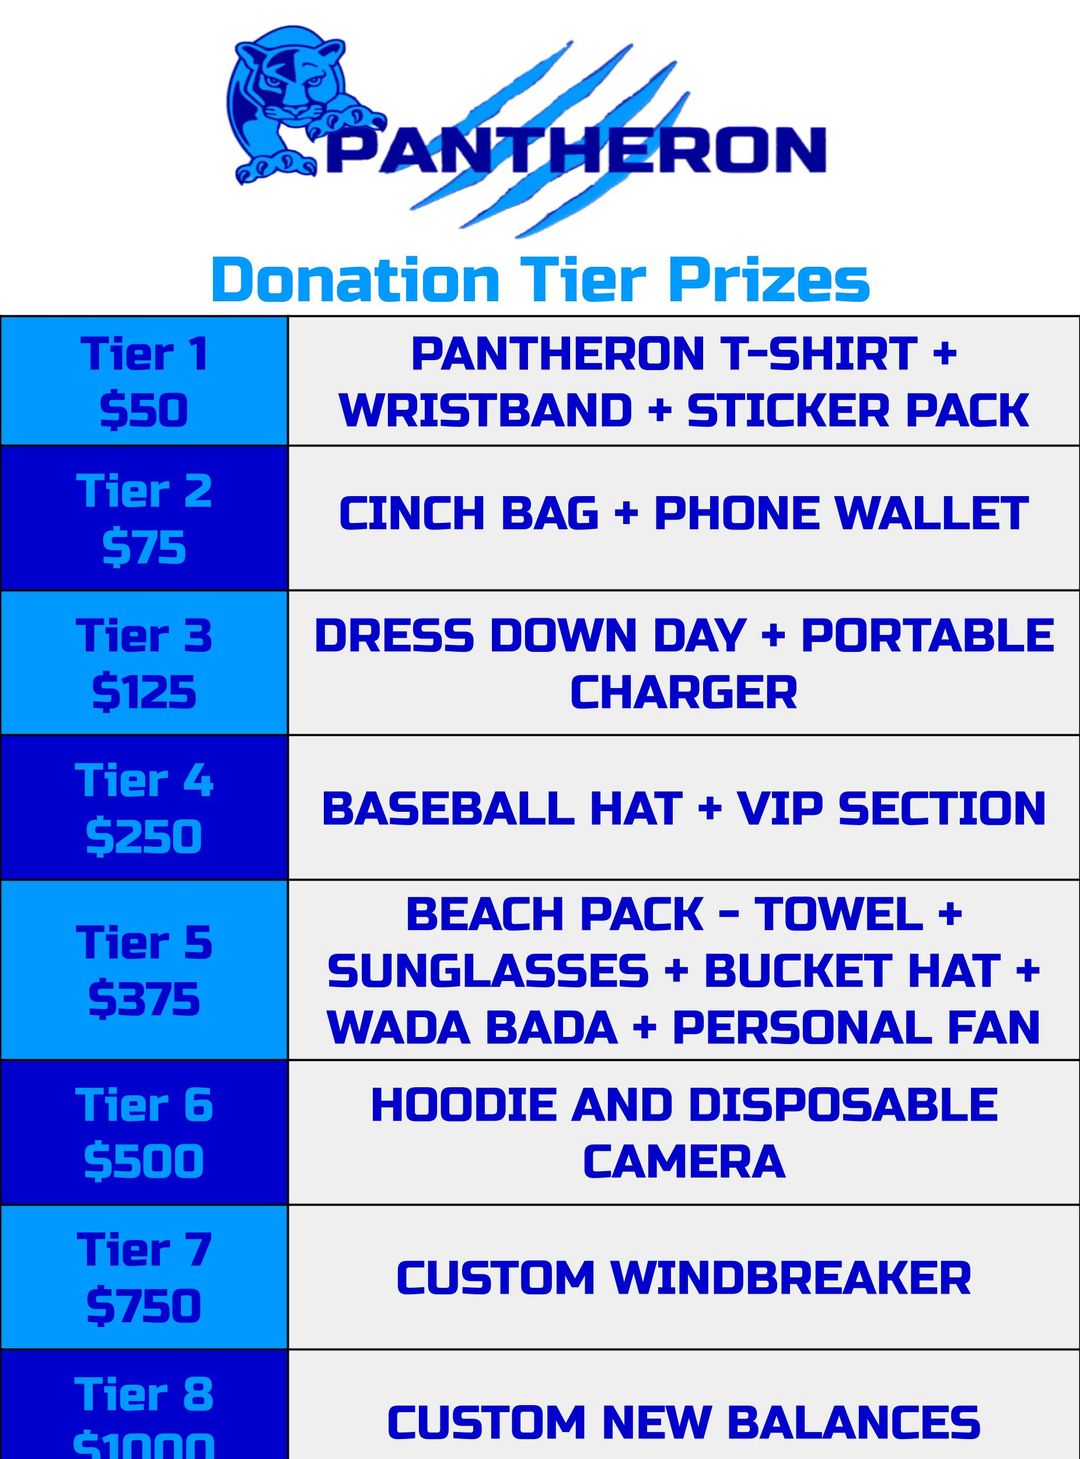 PANTHERON
Donation Tier Prizes
Tier 1
$50
PANTHERON T-SHIRT +
WRISTBAND + STICKER PACK
Tier 2
$75
CINCH BAG + PHONE WALLET
Tier 3
$125
DRESS DOWN DAY + PORTABLE
CHARGER
Tier 4
$250
BASEBALL HAT + VIP SECTION
Tier 5
$375
BEACH PACK - TOWEL +
SUNGLASSES + BUCKET HAT +
WADA BADA + PERSONAL FAN
Tier 6
$500
HOODIE AND DISPOSABLE
CAMERA
Tier 7
$750
CUSTOM WINDBREAKER
Tier 8
$1000
CUSTOM NEW BALANCES